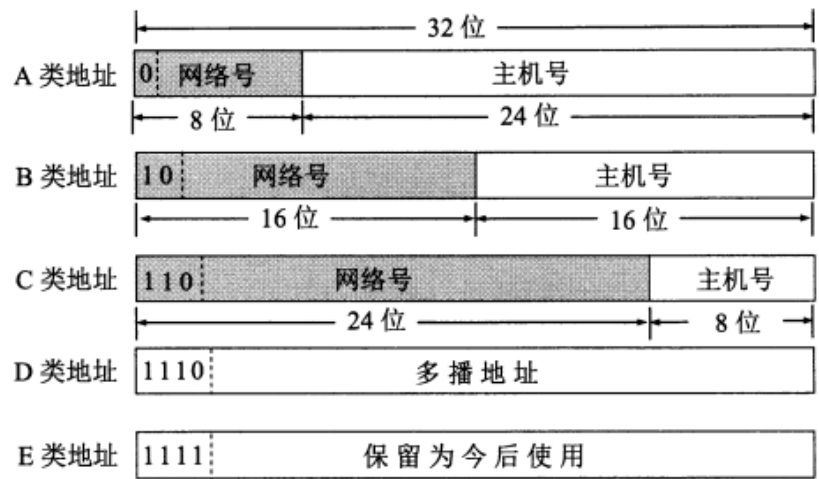 32 位
A 类地址 0 网络号 主机号
8 位 24 位
B 类地址 10 网络号 主机号
16 位 16 位
C 类地址 110 网络号 主机号
24 位 8 位
D 类地址 1110 多播地址
E 类地址 1111 保留为今后使用